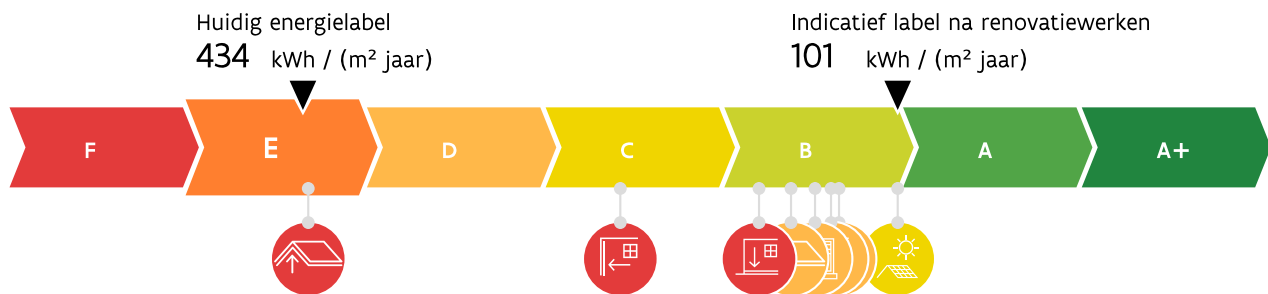 Huidig energielabel
434 kWh / (m² jaar)
Indicatief label na renovatiewerken
101 kWh / (m² jaar)
F E D C B A A+